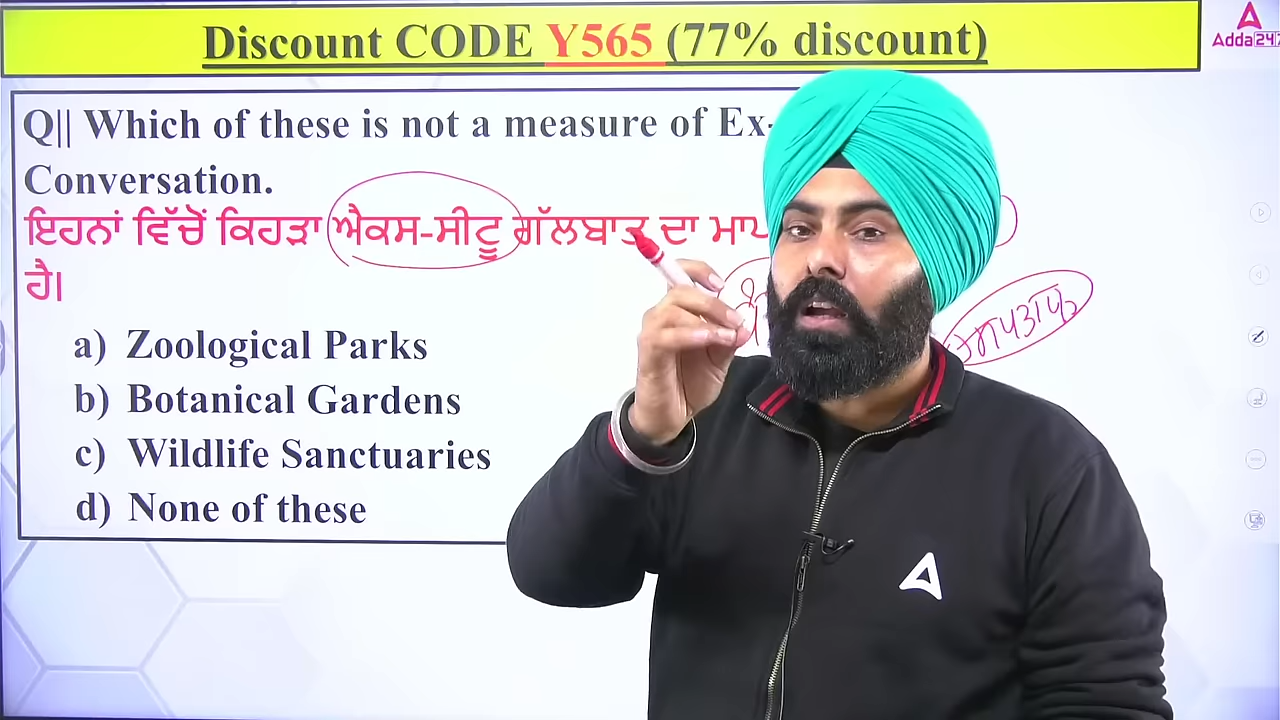 Discount CODE Y565 (77% discount)
Adda247
Q|| Which of these is not a measure of Ex-
Conversation.
ਇਹਨਾਂ ਵਿੱਚੋਂ ਕਿਹੜਾ ਐਕਸ-ਸੀਟੂ ਗੱਲਬਾਤ ਦਾ
ਹੈ।
a) Zoological Parks
b) Botanical Gardens
c) Wildlife Sanctuaries
d) None of these